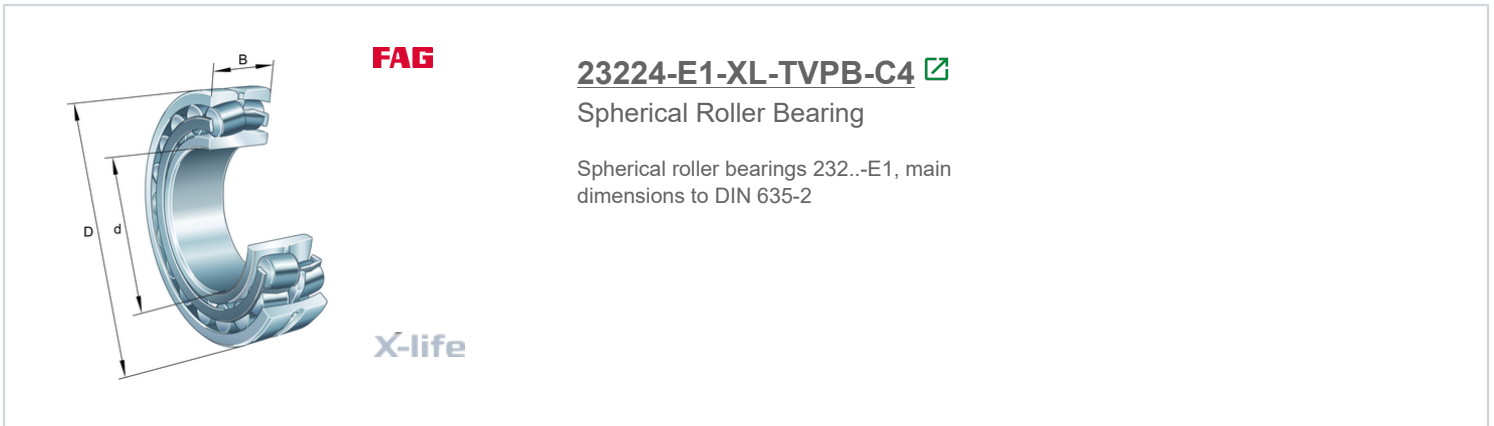 B
D
d
FAG
X-life
23224-E1-XL-TVPB-C4
Spherical Roller Bearing
Spherical roller bearings 232..-E1, main
dimensions to DIN 635-2